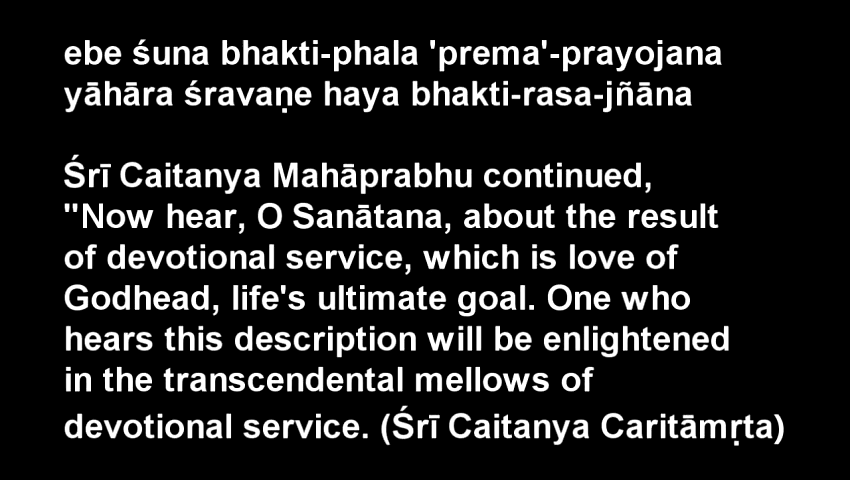 ebe śuna bhakti-phala 'prema'-prayojana
yāhāra śravaṇe haya bhakti-rasa-jñāna
Śrī Caitanya Mahāprabhu continued,
"Now hear, O Sanātana, about the result
of devotional service, which is love of
Godhead, life's ultimate goal. One who
hears this description will be enlightened
in the transcendental mellows of
devotional service. (Śrī Caitanya Caritāmṛta)